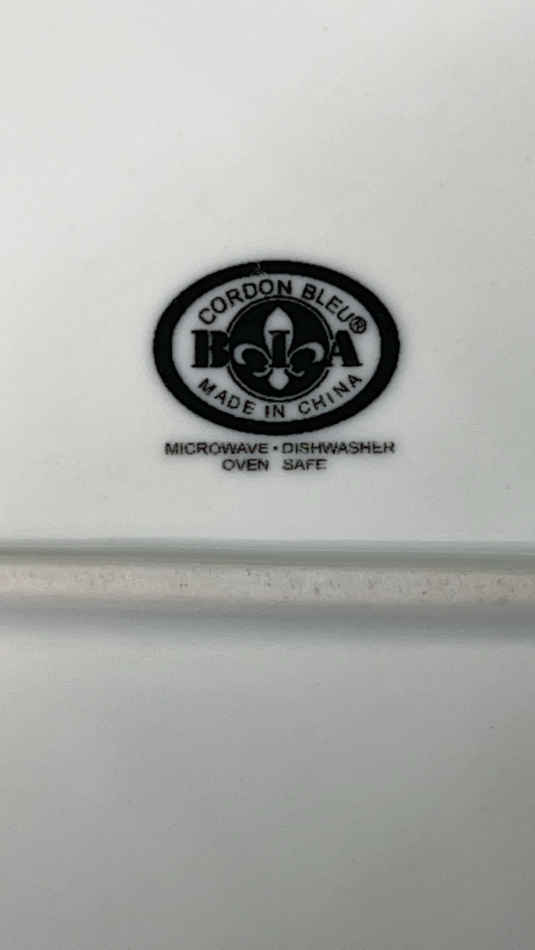 CORDON BLEU®
BIA
MADE IN CHINA
MICROWAVE • DISHWASHER
OVEN SAFE